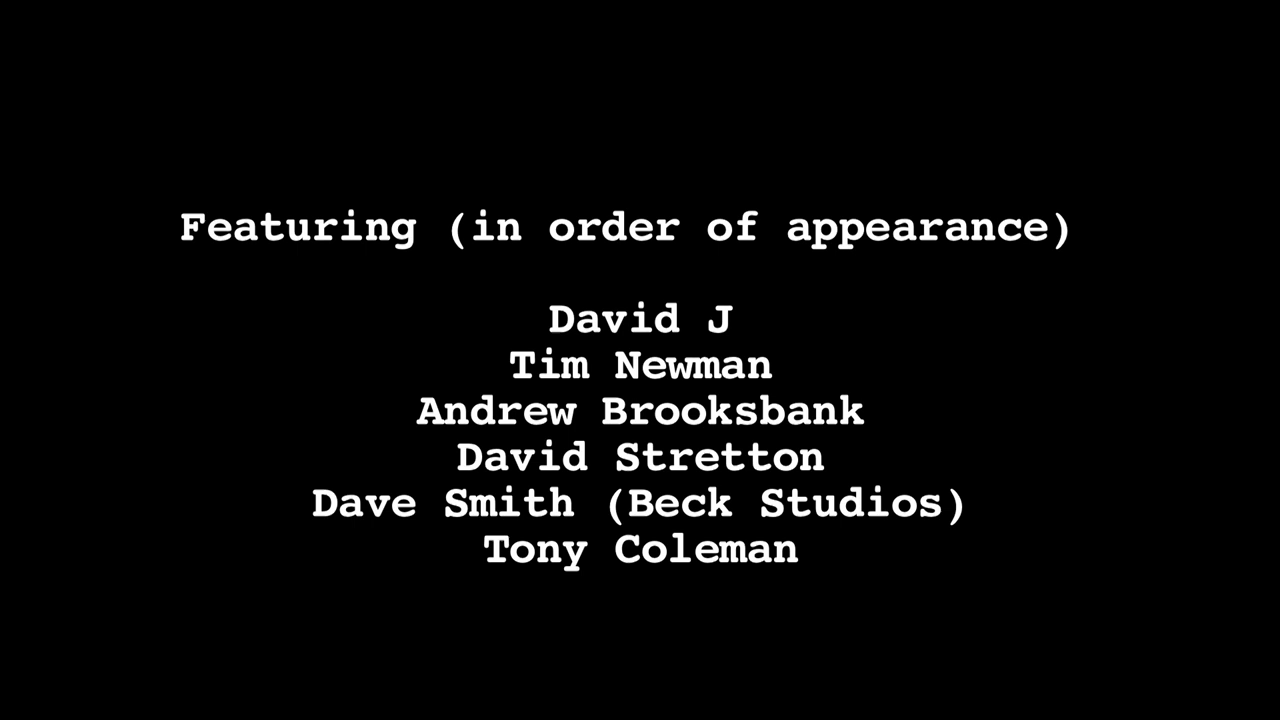 Featuring (in order of appearance)
David J
Tim Newman
Andrew Brooksbank
David Stretton
Dave Smith (Beck Studios)
Tony Coleman